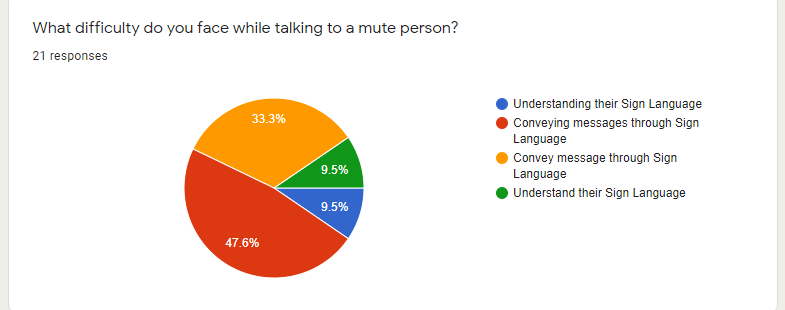 What difficulty do you face while talking to a mute person?
21 responses
33.3%
9.5%
9.5%
47.6%
Understanding their Sign Language
Conveying messages through Sign
Language
Convey message through Sign
Language
Understand their Sign Language